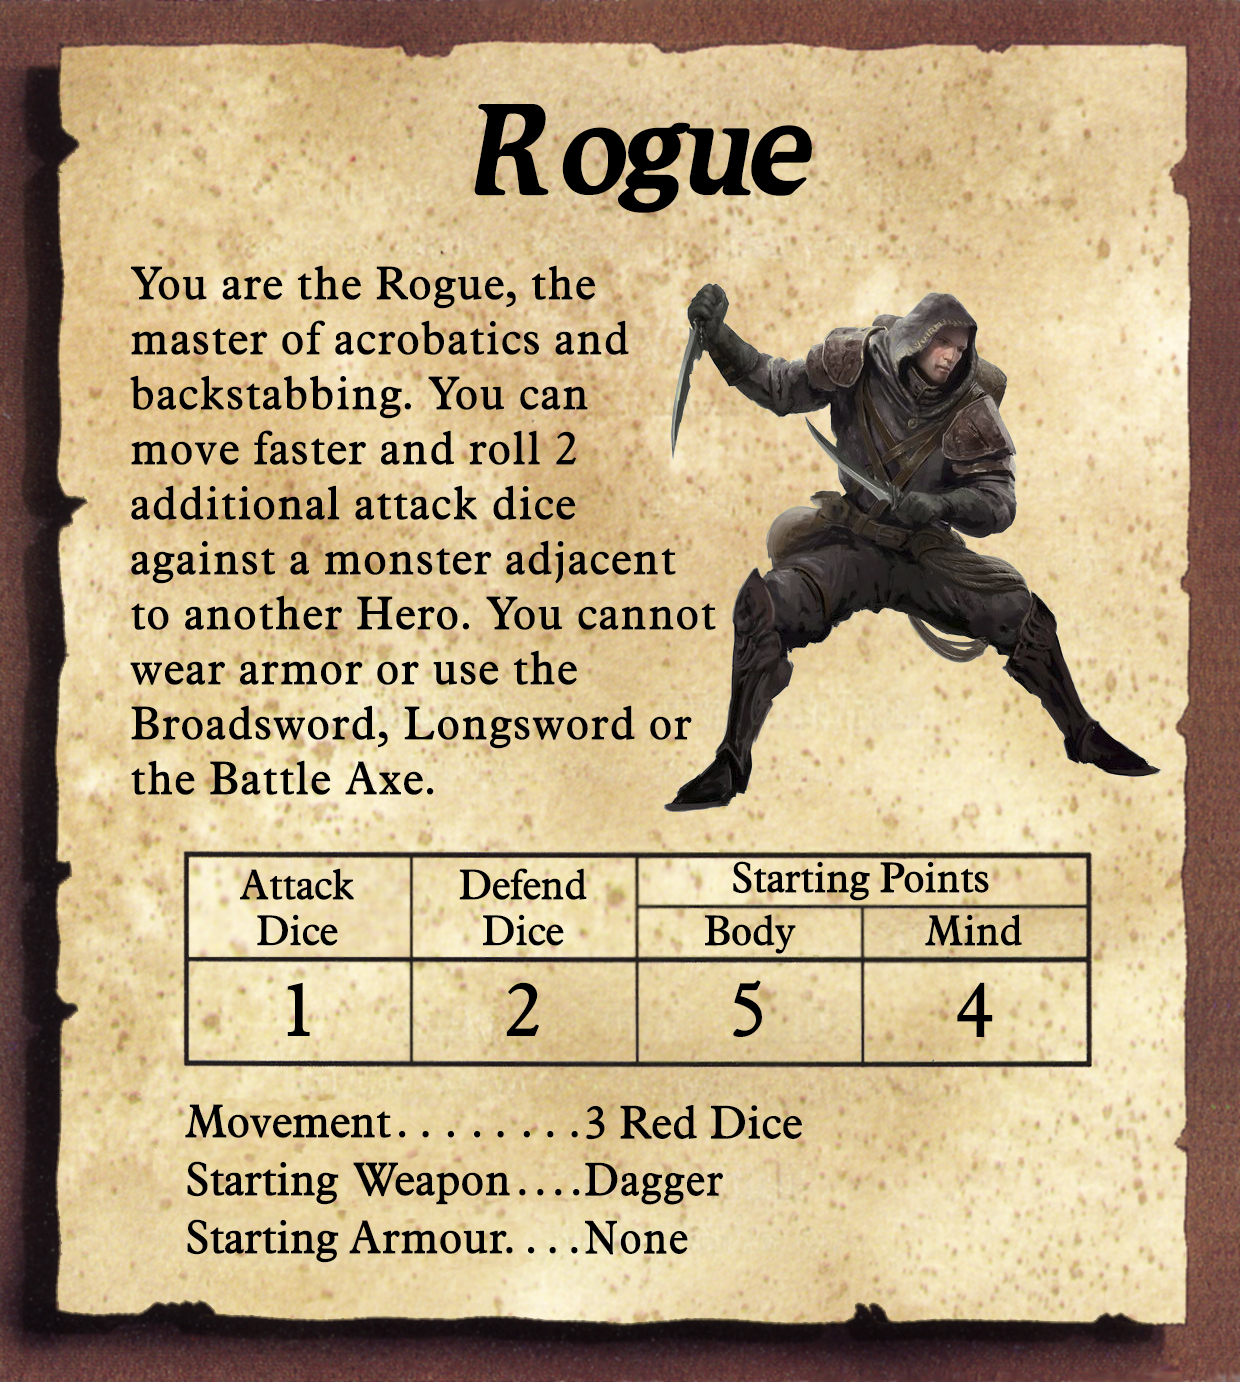 Rogue
You are the Rogue, the
master of acrobatics and
backstabbing. You can
move faster and roll 2
additional attack dice
against a monster adjacent
to another Hero. You cannot
wear armor or use the
Broadsword, Longsword or
the Battle Axe.
Attack Dice
Defend Dice
Starting Points
Body Mind
1 2 5 4
Movement........3 Red Dice
Starting Weapon....Dagger
Starting Armour....None